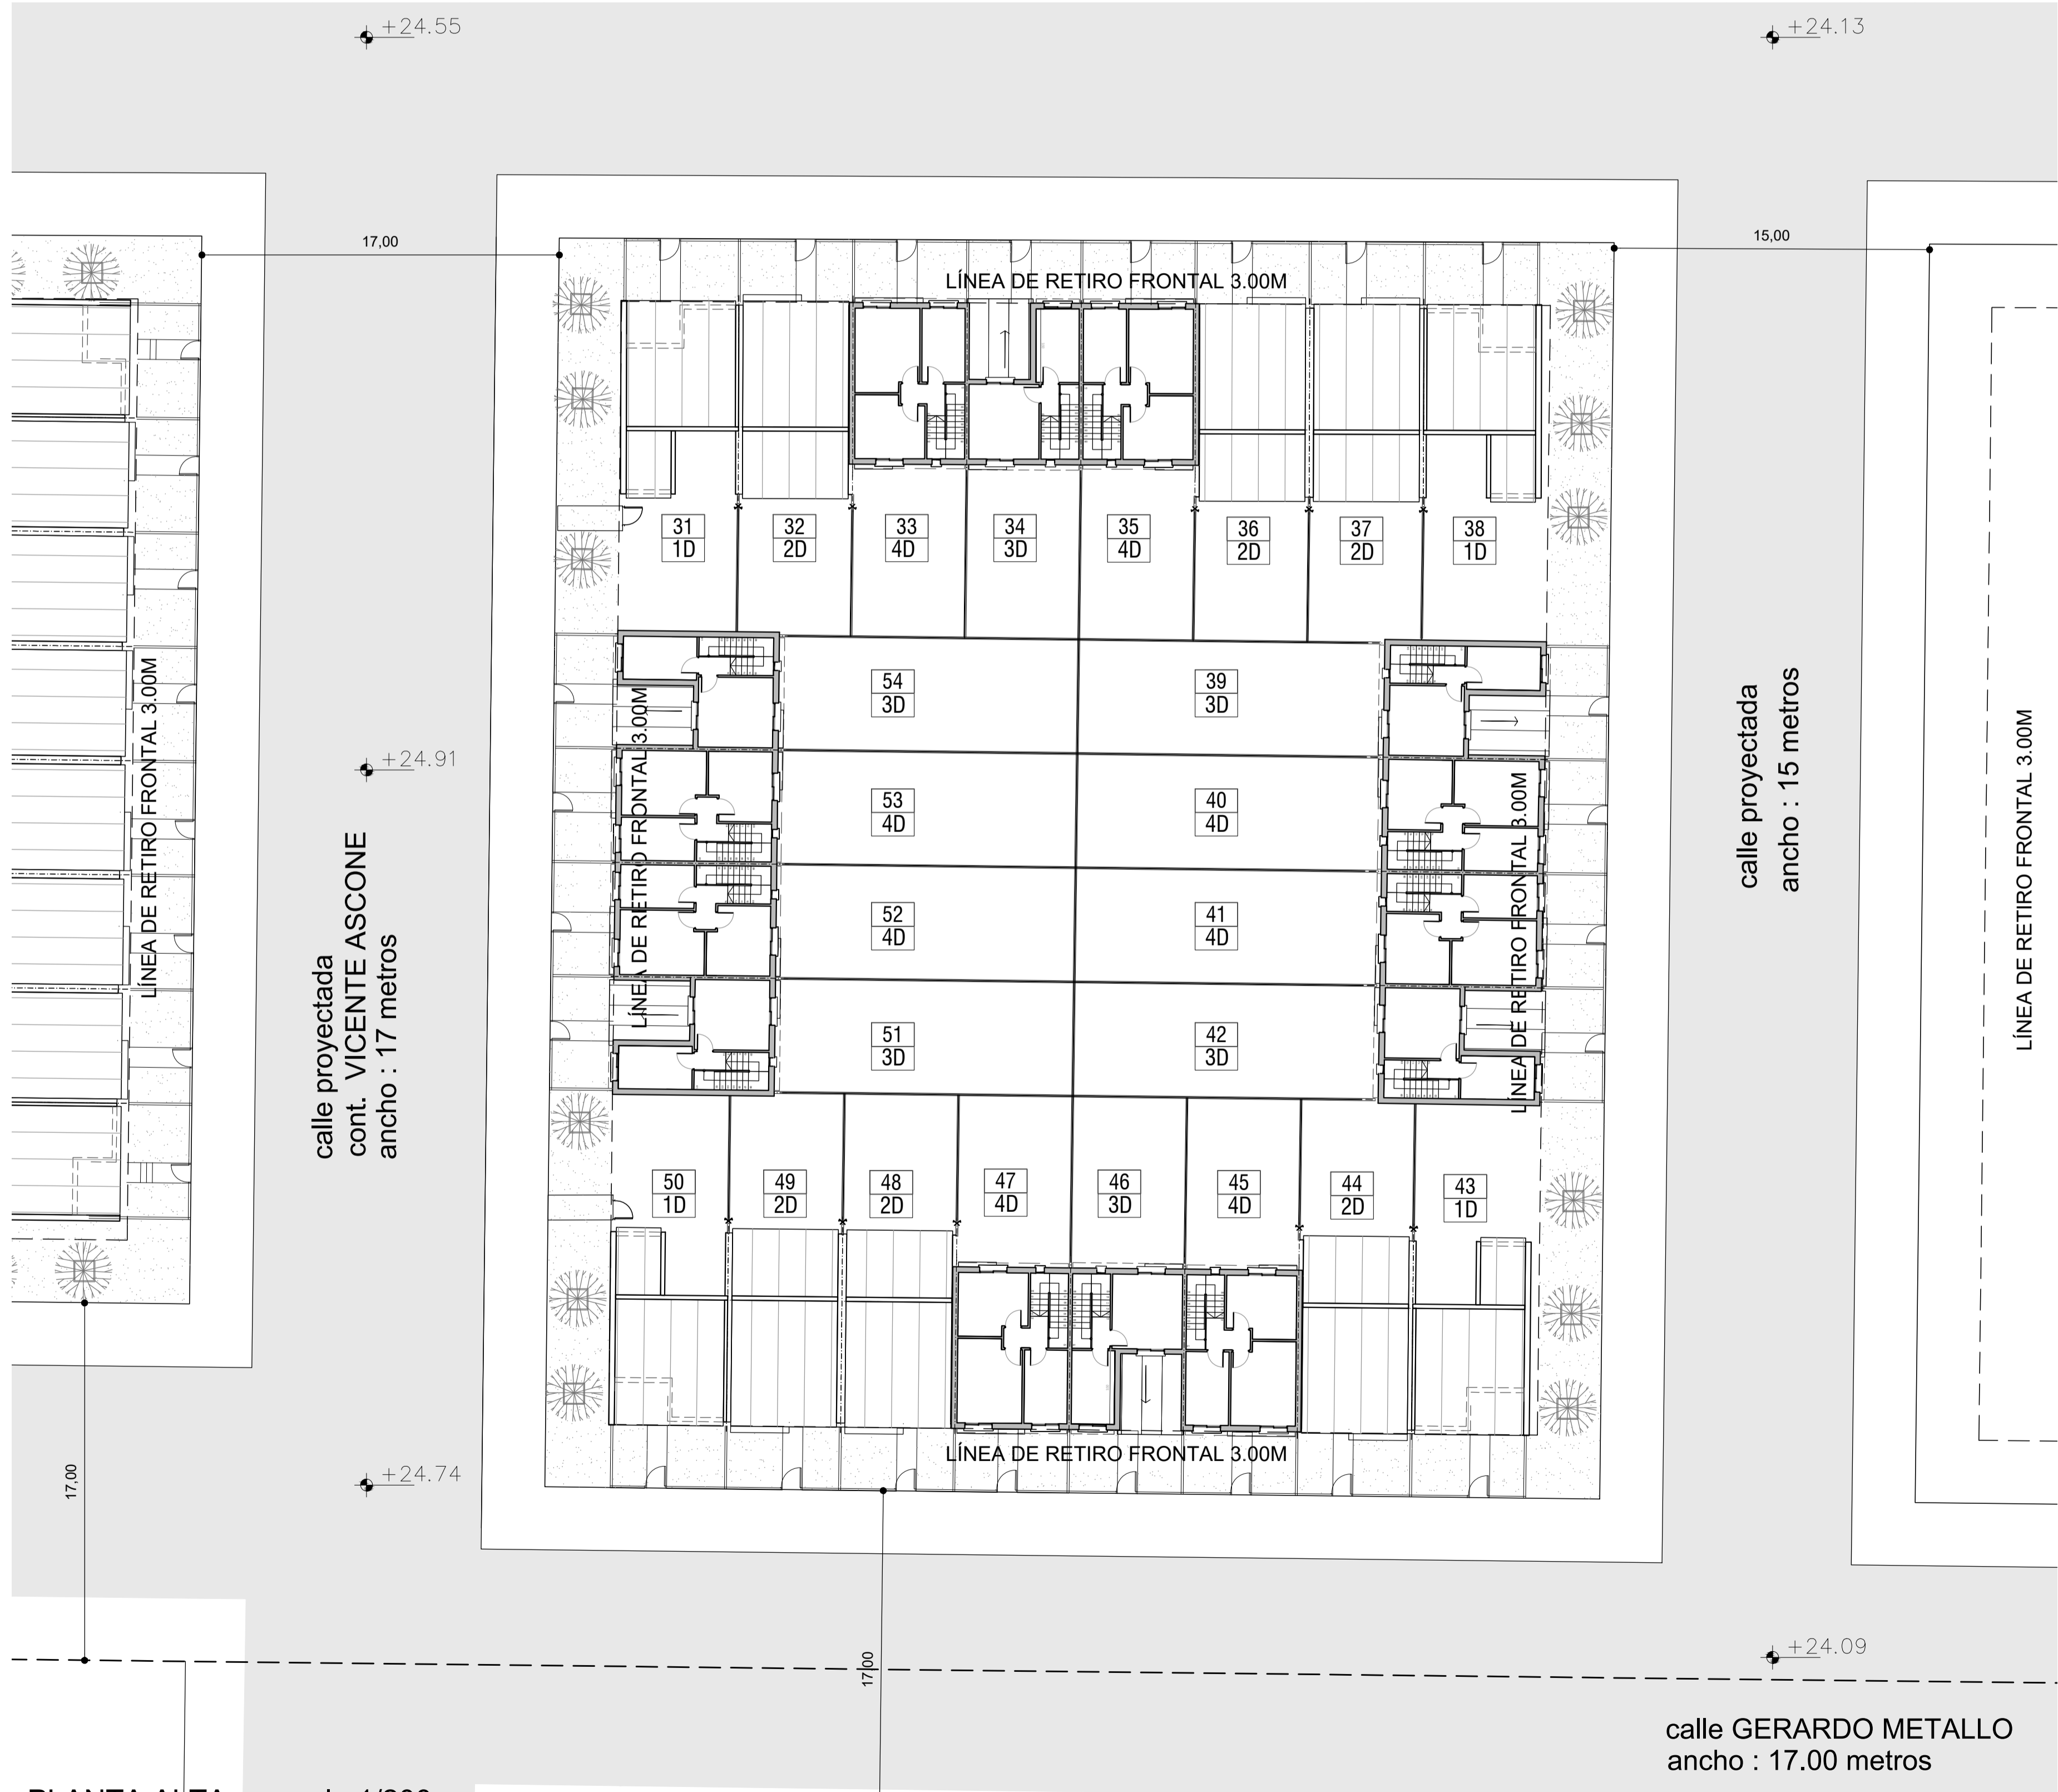 +24.55
+24.13
17,00
15,00
LÍNEA DE RETIRO FRONTAL 3.00M
31
1D
32
2D
33
4D
34
3D
35
4D
36
2D
37
2D
38
1D
54
3D
39
3D
LÍNEA DE RETIRO FRONTAL 3.00M
calle proyectada
cont. VICENTE ASCONE
ancho : 17 metros
+24.91
LÍNEA DE RETIRO FRONTAL 3.00M
53
4D
40
4D
LÍNEA DE RETIRO FRONTAL 3.00M
calle proyectada
ancho : 15 metros
LÍNEA DE RETIRO FRONTAL 3.00M
52
4D
41
4D
51
3D
42
3D
50
1D
49
2D
48
2D
47
4D
46
3D
45
4D
44
2D
43
1D
LÍNEA DE RETIRO FRONTAL 3.00M
+24.74
17,00
17,00
+24.09
calle GERARDO METALLO
ancho : 17.00 metros